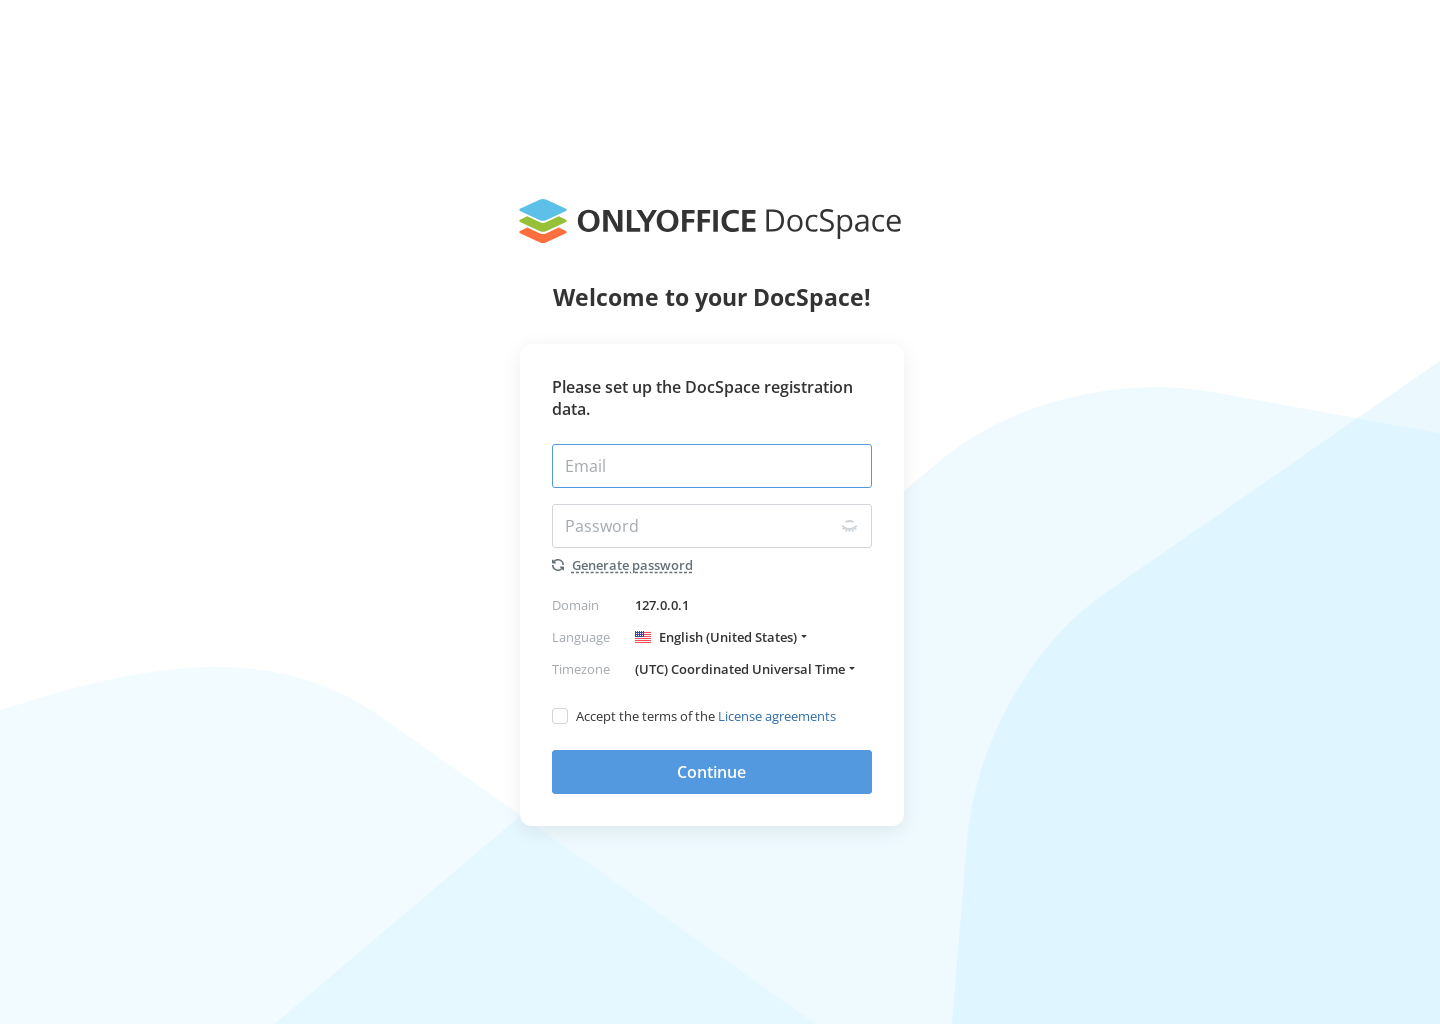 ONLYOFFICE DocSpace
Welcome to your DocSpace!
Please set up the DocSpace registration
data.
Email
Password
Generate password
Domain 127.0.0.1
Language English (United States)
Timezone (UTC) Coordinated Universal Time
Accept the terms of the License agreements
Continue